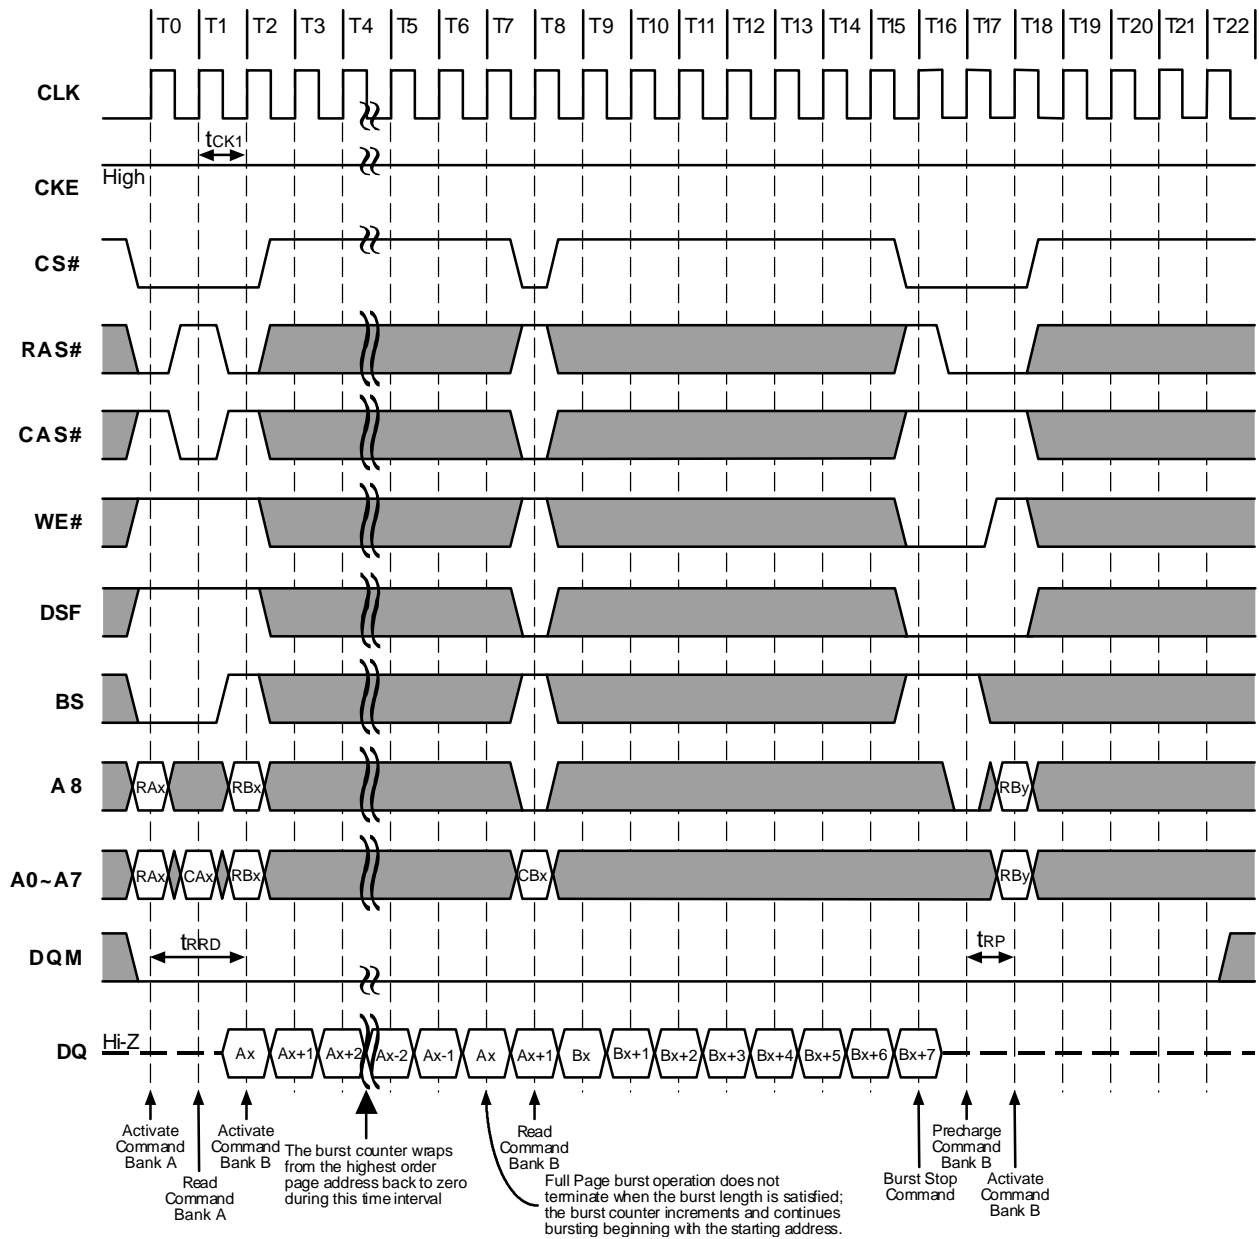 T0 T1 T2 T3 T4 T5 T6 T7 T8 T9 T10 T11 T12 T13 T14 T15 T16 T17 T18 T19 T20 T21 T22
CLK
tCK1
High
CKE
CS#
RAS#
CAS#
WE#
DSF
BS
A8 RAx RBx RBy
A0~A7 RAx CAx RBx CBx RBy
DQM tRRD tRP
DQ Hi-Z Ax Ax+1 Ax+2 Ax-2 Ax-1 Ax Ax+1 Bx Bx+1 Bx+2 Bx+3 Bx+4 Bx+5 Bx+6 Bx+7
Activate
Command
Bank A
Read
Command
Bank A
Activate
Command
Bank B
The burst counter wraps
from the highest order
page address back to zero
during this time interval
Read
Command
Bank B
Full Page burst operation does not
terminate when the burst length is satisfied;
the burst counter increments and continues
bursting beginning with the starting address.
Burst Stop
Command
Precharge
Command
Bank B
Activate
Command
Bank B